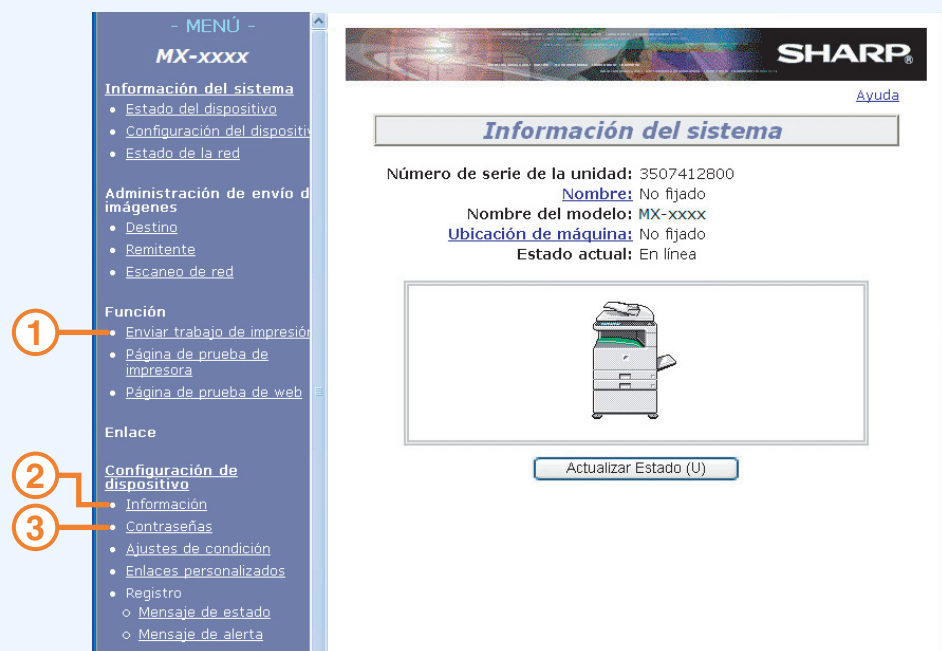 - MENÚ -
MX-xxxx
Información del sistema
• Estado del dispositivo
• Configuración del dispositiv
• Estado de la red
Administración de envío d
imágenes
• Destino
• Remitente
• Escaneo de red
Función
1
• Enviar trabajo de impresión
• Página de prueba de
impresora
• Página de prueba de web
Enlace
Configuración de
dispositivo
2
• Información
3
• Contraseñas
• Ajustes de condición
• Enlaces personalizados
• Registro
○ Mensaje de estado
○ Mensaje de alerta
SHARP®
Ayuda
Información del sistema
Número de serie de la unidad: 3507412800
Nombre: No fijado
Nombre del modelo: MX-xxxx
Ubicación de máquina: No fijado
Estado actual: En línea
Actualizar Estado (U)